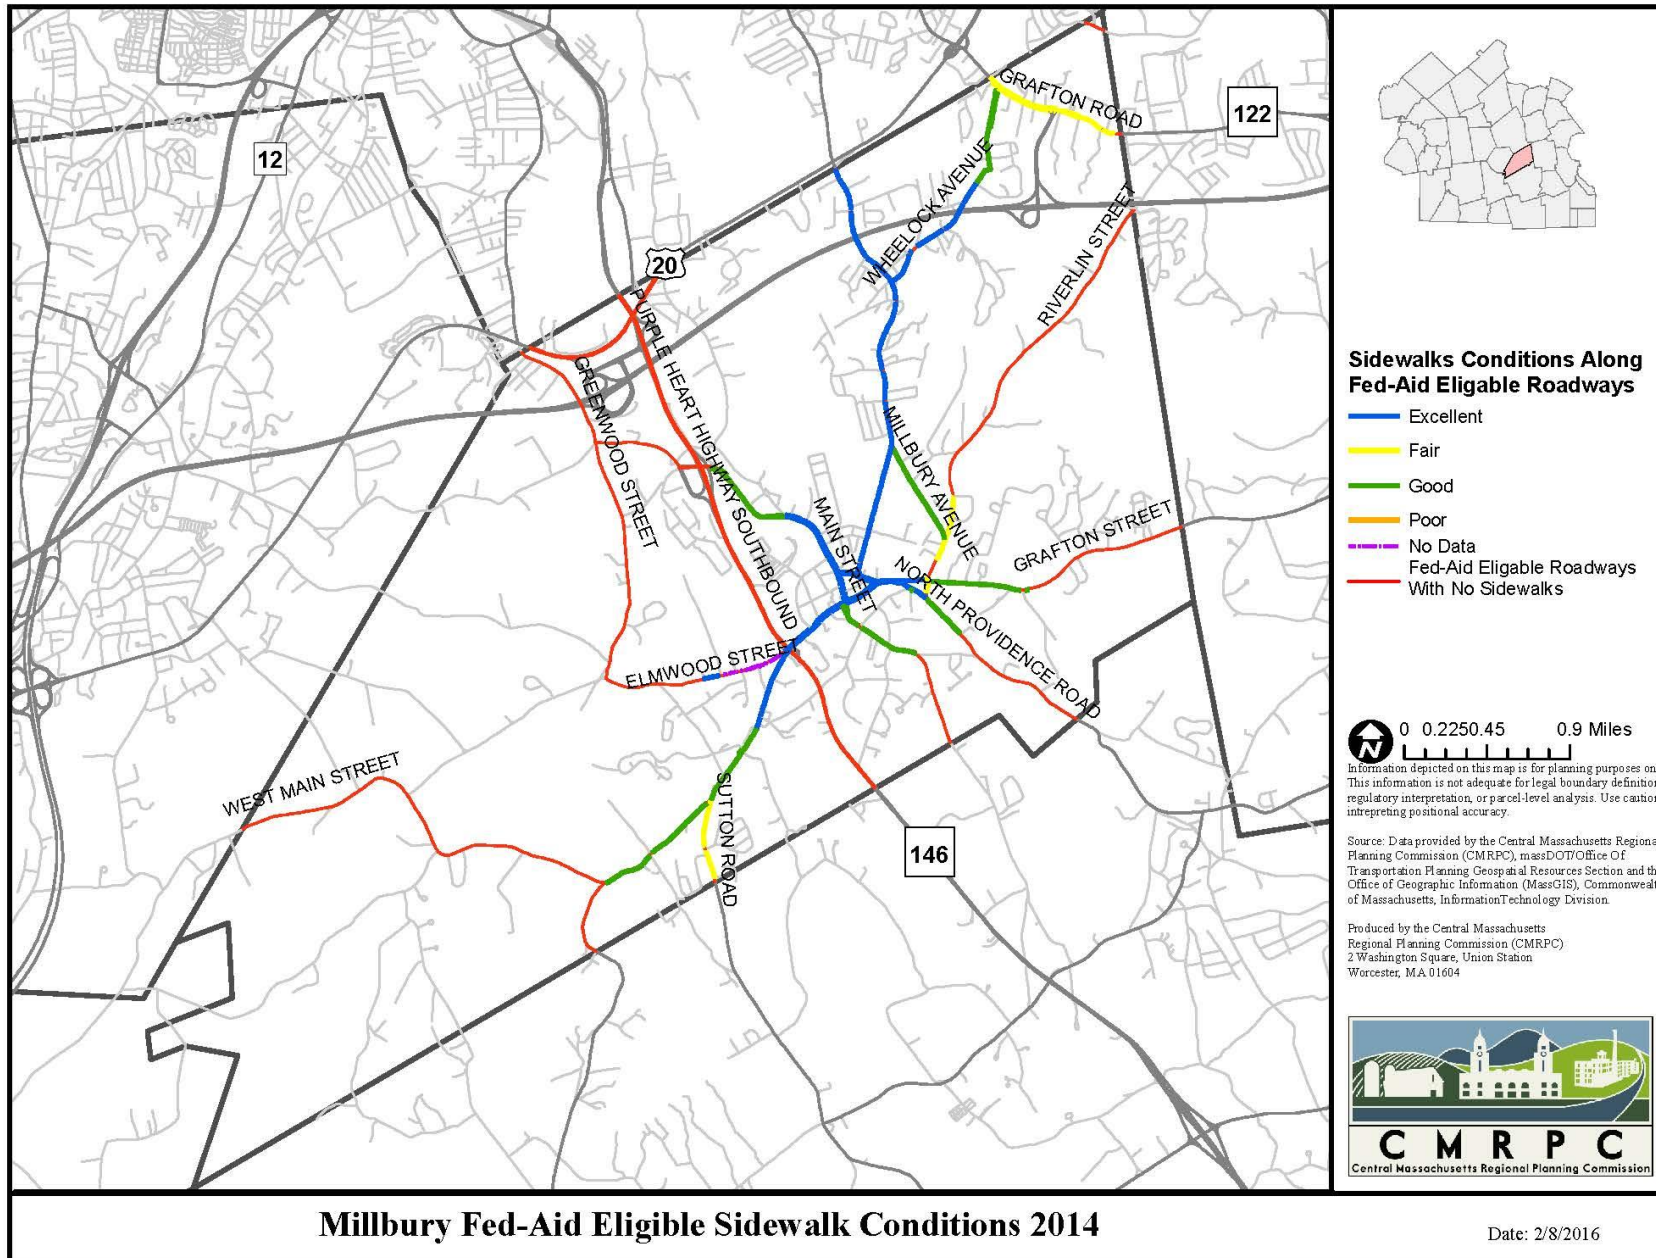 GRAFTON ROAD
122
12
WHEELOCK AVENUE
RIVERLIN STREET
20
PURPLE HEART HIGHWAY SOUTHBOUND
GREENWOOD STREET
MILLBURY AVENUE
MAIN STREET
GRAFTON STREET
NORTH PROVIDENCE ROAD
ELMWOOD STREET
WEST MAIN STREET
SUTTON ROAD
146
Sidewalks Conditions Along
Fed-Aid Eligable Roadways
Excellent
Fair
Good
Poor
No Data
Fed-Aid Eligable Roadways
With No Sidewalks
N
0 0.2250.45 0.9 Miles
Information depicted on this map is for planning purposes on
This information is not adequate for legal boundary definition
regulatory interpretation, or parcel-level analysis. Use caution
intrepreting positional accuracy.
Source: Data provided by the Central Massachusetts Regiona
Planning Commission (CMRPC), massDOT/Office Of
Transportation Planning Geospatial Resources Section and th
Office of Geographic Information (MassGIS), Commonwealt
of Massachusetts, InformationTechnology Division.
Produced by the Central Massachusetts
Regional Planning Commission (CMRPC)
2 Washington Square, Union Station
Worcester, MA 01604
C M R P C
Central Massachusetts Regional Planning Commission
Millbury Fed-Aid Eligible Sidewalk Conditions 2014
Date: 2/8/2016